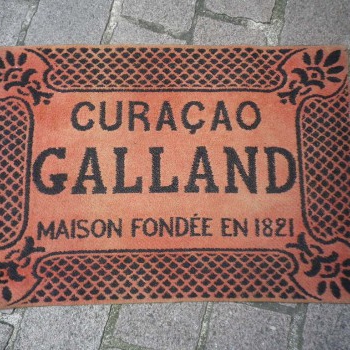 CURAÇAO
GALLAND
MAISON FONDÉE EN 1821